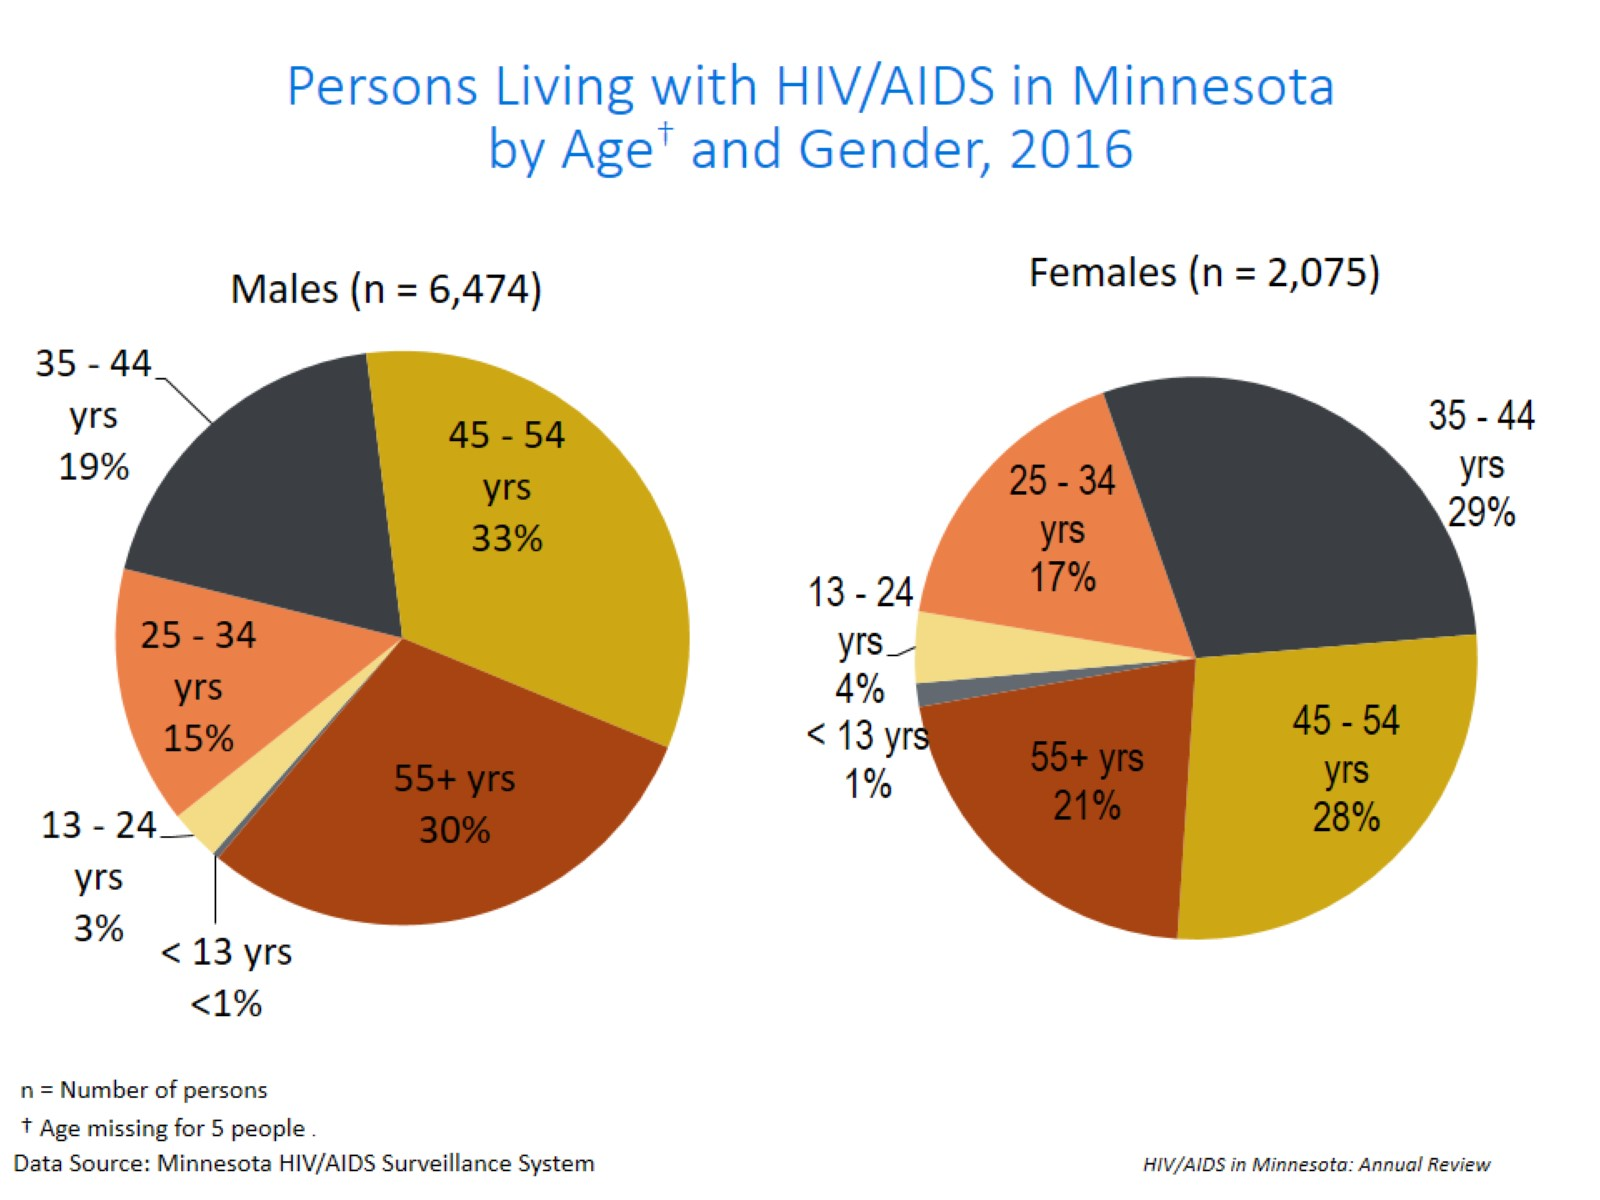 Persons Living with HIV/AIDS in Minnesota
by Age† and Gender, 2016
Males (n = 6,474)
35 - 44
yrs
19%
45 - 54
yrs
33%
25 - 34
yrs
15%
55+ yrs
30%
13 - 24
yrs
3%
< 13 yrs
<1%
Females (n = 2,075)
35 - 44
yrs
29%
25 - 34
yrs
17%
13 - 24
yrs
4%
< 13 yrs
1%
55+ yrs
21%
45 - 54
yrs
28%
n = Number of persons
† Age missing for 5 people .
Data Source: Minnesota HIV/AIDS Surveillance System
HIV/AIDS in Minnesota: Annual Review